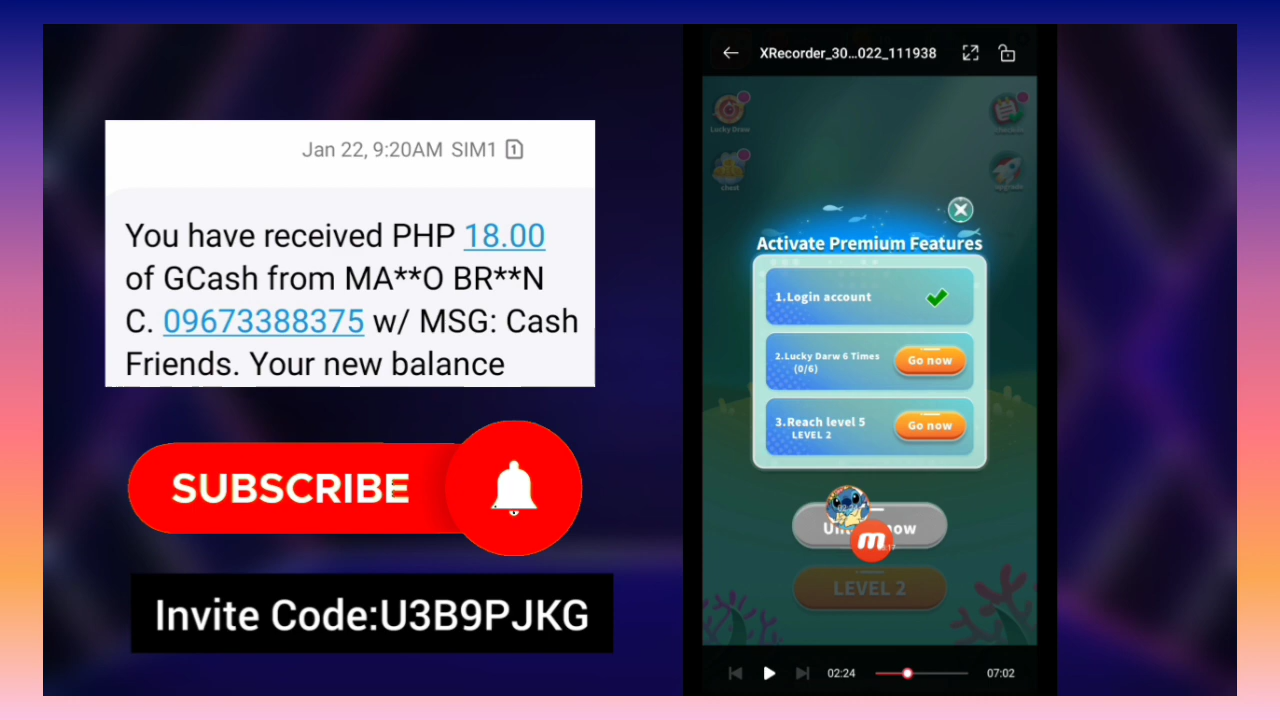 Jan 22, 9:20AM SIM1 1
You have received PHP 18.00
of GCash from MA**O BR**N
C. 09673388375 w/ MSG: Cash
Friends. Your new balance
SUBSCRIBE
Invite Code:U3B9PJKG
XRecorder_30...022_111938
Lucky Draw
chest
upgrade
Activate Premium Features
1.Login account
2.Lucky Darw 6 Times
(0/6)
Go now
3.Reach level 5
LEVEL 2
Go now
now
m
LEVEL 2
02:24
07:02